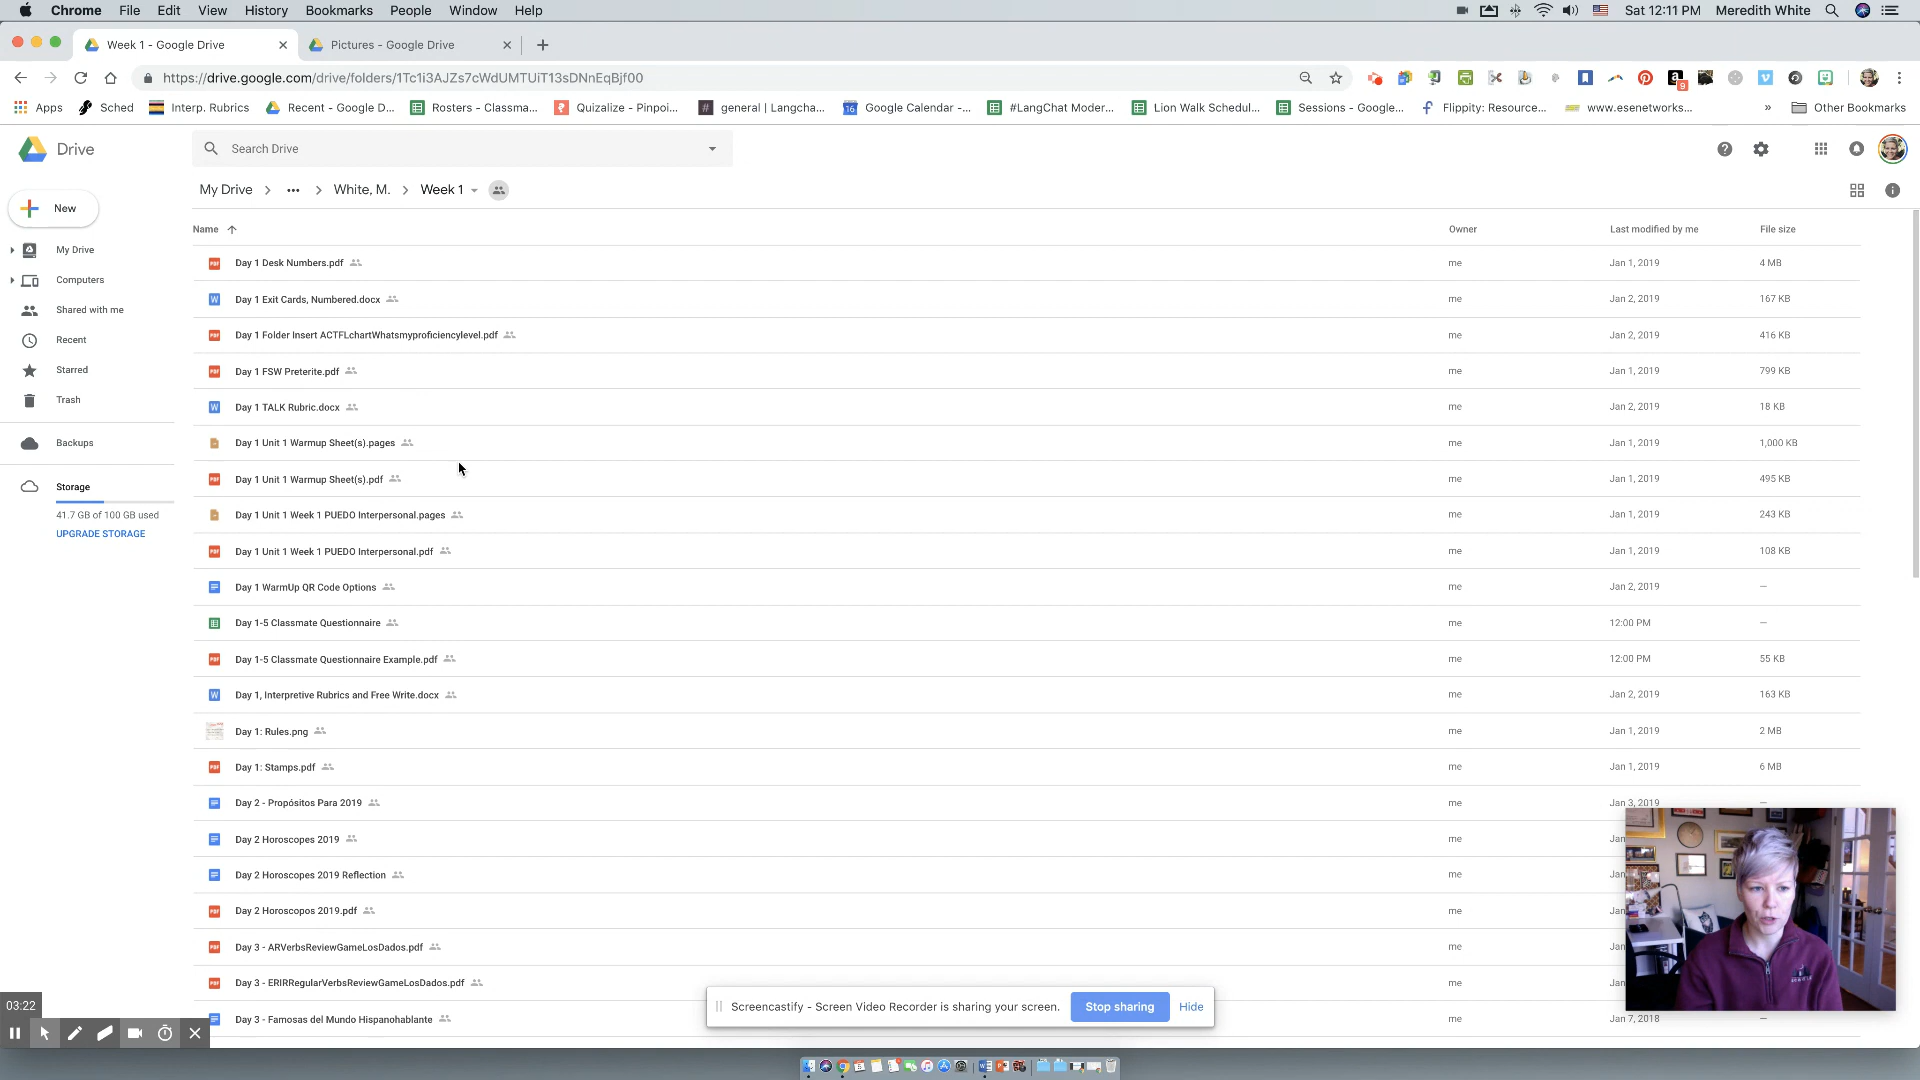 Chrome File Edit View History Bookmarks People Window Help Sat 12:11 PM Meredith White
Week 1 - Google Drive Pictures - Google Drive
https://drive.google.com/drive/folders/1Tc1i3AJZs7cWdUMTUiT13sDNnEqBjf00 9
Apps Sched Interp. Rubrics Recent - Google D... Rosters - Classma... Quizalize - Pinpoi... general | Langcha... Google Calendar -... #LangChat Moder... Lion Walk Schedul... Sessions - Google... Flippity: Resource... www.esenetworks... » Other Bookmarks
Drive Search Drive
My Drive > ... > White, M. > Week 1
New
Name Owner Last modified by me File size
My Drive
Computers
Shared with me
Recent
Starred
Trash
Backups
Storage
41.7 GB of 100 GB used
UPGRADE STORAGE
Day 1 Desk Numbers.pdf me Jan 1, 2019 4 MB
Day 1 Exit Cards, Numbered.docx me Jan 2, 2019 167 KB
Day 1 Folder Insert ACTFLchartWhatsmyproficiencylevel.pdf me Jan 2, 2019 416 KB
Day 1 FSW Preterite.pdf me Jan 1, 2019 799 KB
Day 1 TALK Rubric.docx me Jan 2, 2019 18 KB
Day 1 Unit 1 Warmup Sheet(s).pages me Jan 1, 2019 1,000 KB
Day 1 Unit 1 Warmup Sheet(s).pdf me Jan 1, 2019 495 KB
Day 1 Unit 1 Week 1 PUEDO Interpersonal.pages me Jan 1, 2019 243 KB
Day 1 Unit 1 Week 1 PUEDO Interpersonal.pdf me Jan 1, 2019 108 KB
Day 1 WarmUp QR Code Options me Jan 2, 2019 —
Day 1-5 Classmate Questionnaire me 12:00 PM —
Day 1-5 Classmate Questionnaire Example.pdf me 12:00 PM 55 KB
Day 1, Interpretive Rubrics and Free Write.docx me Jan 2, 2019 163 KB
Day 1: Rules.png me Jan 1, 2019 2 MB
Day 1: Stamps.pdf me Jan 1, 2019 6 MB
Day 2 - Propósitos Para 2019 me Jan 3, 2019 —
Day 2 Horoscopes 2019 me Jan
Day 2 Horoscopes 2019 Reflection me Jan
Day 2 Horoscopos 2019.pdf me Jan
Day 3 - ARVerbsReviewGameLosDados.pdf me Jan
Day 3 - ERIRRegularVerbsReviewGameLosDados.pdf me Jan
Day 3 - Famosas del Mundo Hispanohablante me Jan 7, 2018 —
Screencastify - Screen Video Recorder is sharing your screen. Stop sharing Hide
03:22